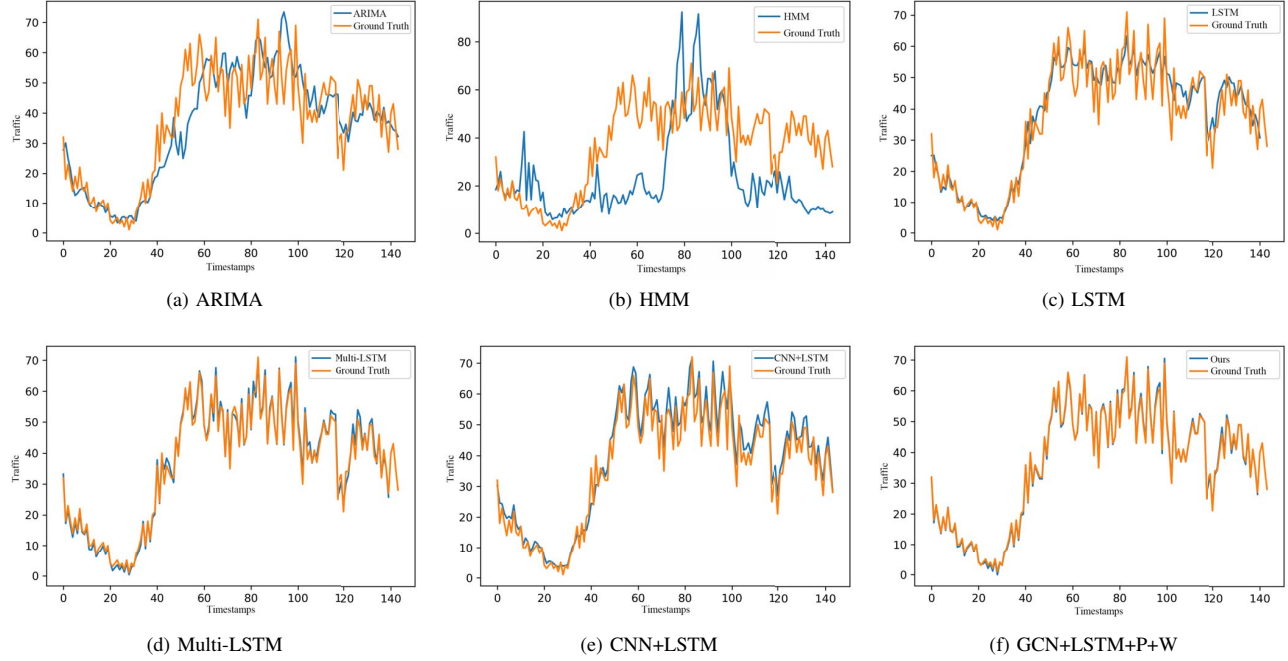 ARIMA
Ground Truth
70
60
50
40
30
20
10
0
Traffic
0 20 40 60 80 100 120 140
Timestamps
(a) ARIMA
HMM
Ground Truth
80
60
40
20
0
Traffic
0 20 40 60 80 100 120 140
Timestamps
(b) HMM
LSTM
Ground Truth
70
60
50
40
30
20
10
0
Traffic
0 20 40 60 80 100 120 140
Timestamps
(c) LSTM
Multi-LSTM
Ground Truth
70
60
50
40
30
20
10
0
Traffic
0 20 40 60 80 100 120 140
Timestamps
(d) Multi-LSTM
CNN+LSTM
Ground Truth
70
60
50
40
30
20
10
0
Traffic
0 20 40 60 80 100 120 140
Timestamps
(e) CNN+LSTM
Ours
Ground Truth
70
60
50
40
30
20
10
0
Traffic
0 20 40 60 80 100 120 140
Timestamps
(f) GCN+LSTM+P+W